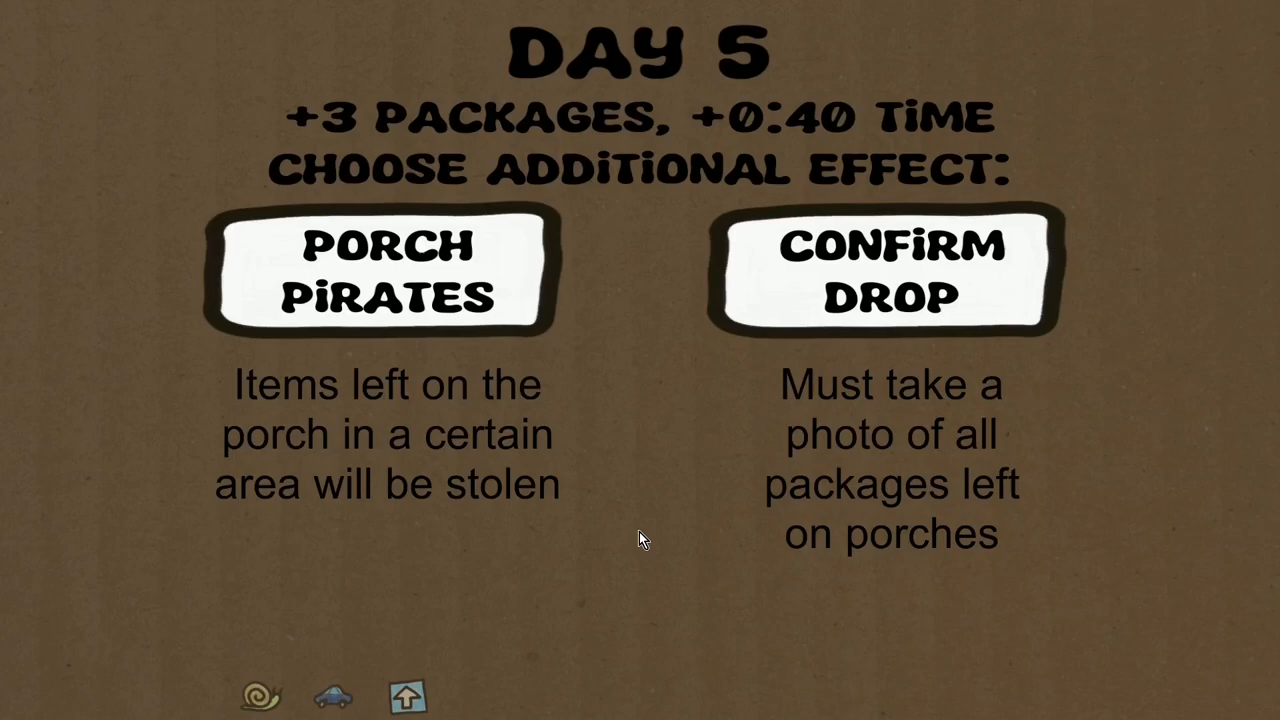 DAY 5
+3 PACKAGES, +0:40 TiME
CHOOSE ADDiTiONAL EFFECT:
PORCH
PiRATES
CONFiRM
DROP
Items left on the
porch in a certain
area will be stolen
Must take a
photo of all
packages left
on porches